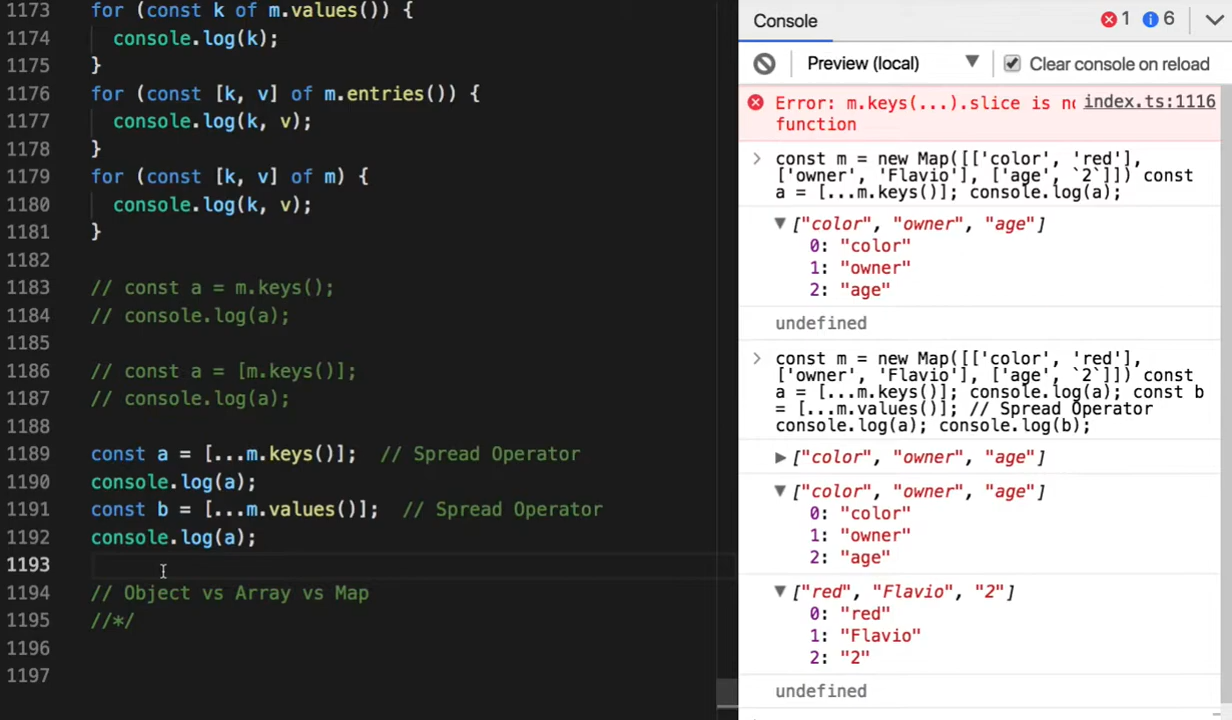 1173 for (const k of m.values()) {
1174 console.log(k);
1175 }
1176 for (const [k, v] of m.entries()) {
1177 console.log(k, v);
1178 }
1179 for (const [k, v] of m) {
1180 console.log(k, v);
1181 }
1182
1183 // const a = m.keys();
1184 // console.log(a);
1185
1186 // const a = [m.keys()];
1187 // console.log(a);
1188
1189 const a = [...m.keys()]; // Spread Operator
1190 console.log(a);
1191 const b = [...m.values()]; // Spread Operator
1192 console.log(a);
1193
1194 // Object vs Array vs Map
1195 //*/
1196
1197
Console 1 6
Preview (local) Clear console on reload
Error: m.keys(...).slice is index.ts:1116
function
const m = new Map([['color', 'red'],
['owner', 'Flavio'], ['age', `2`]]) const
a = [...m.keys()]; console.log(a);
["color", "owner", "age"]
0: "color"
1: "owner"
2: "age"
undefined
const m = new Map([['color', 'red'],
['owner', 'Flavio'], ['age', `2`]]) const
a = [...m.keys()]; console.log(a); const b
= [...m.values()]; // Spread Operator
console.log(a); console.log(b);
["color", "owner", "age"]
["color", "owner", "age"]
0: "color"
1: "owner"
2: "age"
["red", "Flavio", "2"]
0: "red"
1: "Flavio"
2: "2"
undefined